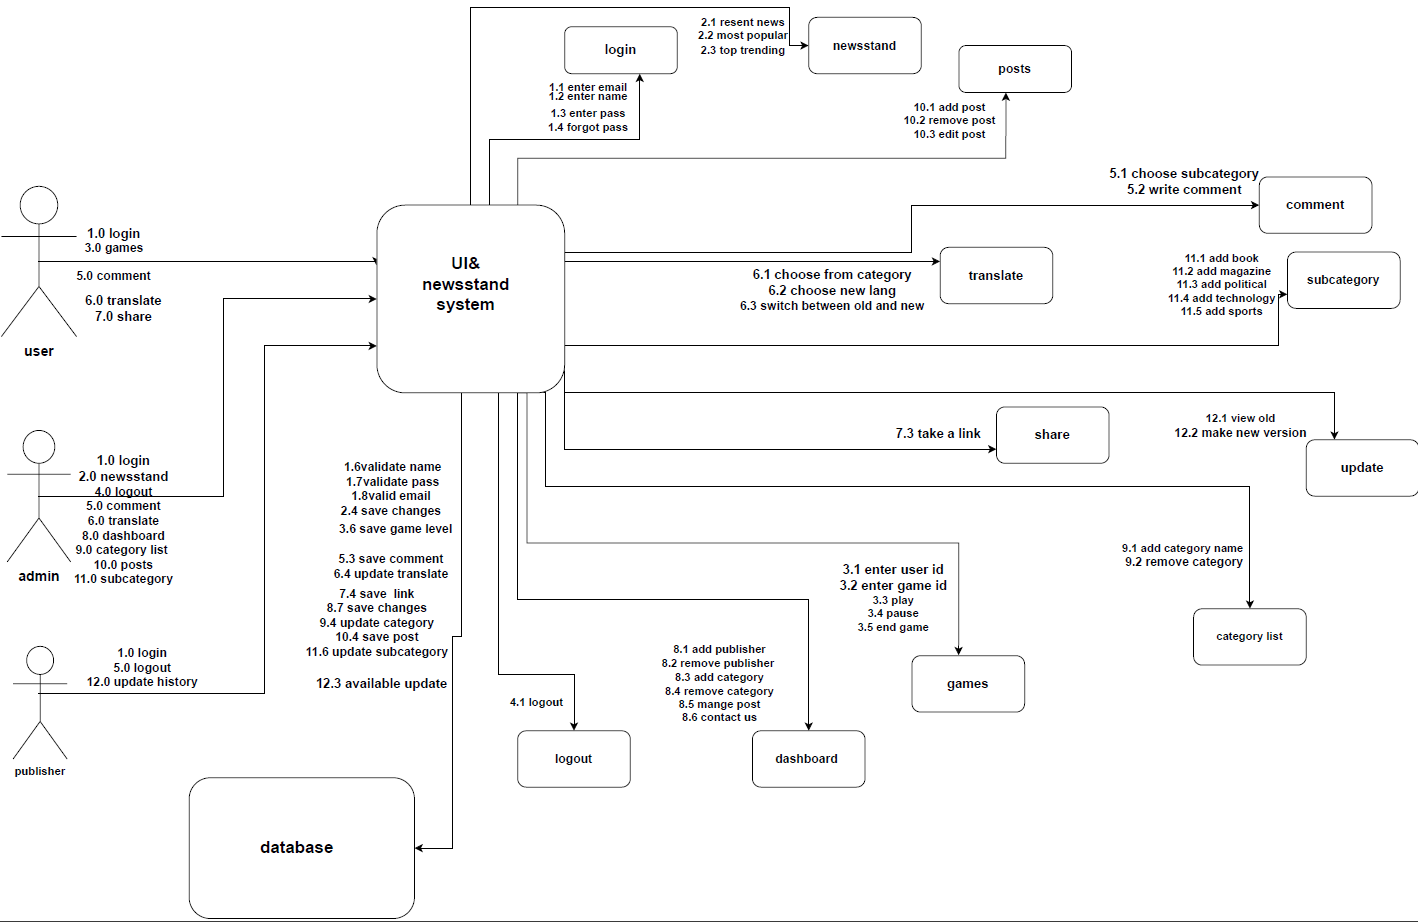 2.1 resent news
2.2 most popular
2.3 top trending
newsstand
login
posts
1.1 enter email
1.2 enter name
1.3 enter pass
1.4 forgot pass
10.1 add post
10.2 remove post
10.3 edit post
5.1 choose subcategory
5.2 write comment
comment
1.0 login
3.0 games
5.0 comment
6.0 translate
7.0 share
user
UI&
newsstand
system
6.1 choose from category
6.2 choose new lang
6.3 switch between old and new
translate
11.1 add book
11.2 add magazine
11.3 add political
11.4 add technology
11.5 add sports
subcategory
7.3 take a link
share
12.1 view old
12.2 make new version
update
1.0 login
2.0 newsstand
4.0 logout
5.0 comment
6.0 translate
8.0 dashboard
9.0 category list
10.0 posts
11.0 subcategory
admin
1.6validate name
1.7validate pass
1.8valid email
2.4 save changes
3.6 save game level
5.3 save comment
6.4 update translate
7.4 save link
8.7 save changes
9.4 update category
10.4 save post
11.6 update subcategory
12.3 available update
9.1 add category name
9.2 remove category
category list
3.1 enter user id
3.2 enter game id
3.3 play
3.4 pause
3.5 end game
games
1.0 login
5.0 logout
12.0 update history
publisher
8.1 add publisher
8.2 remove publisher
8.3 add category
8.4 remove category
8.5 mange post
8.6 contact us
dashboard
4.1 logout
logout
database